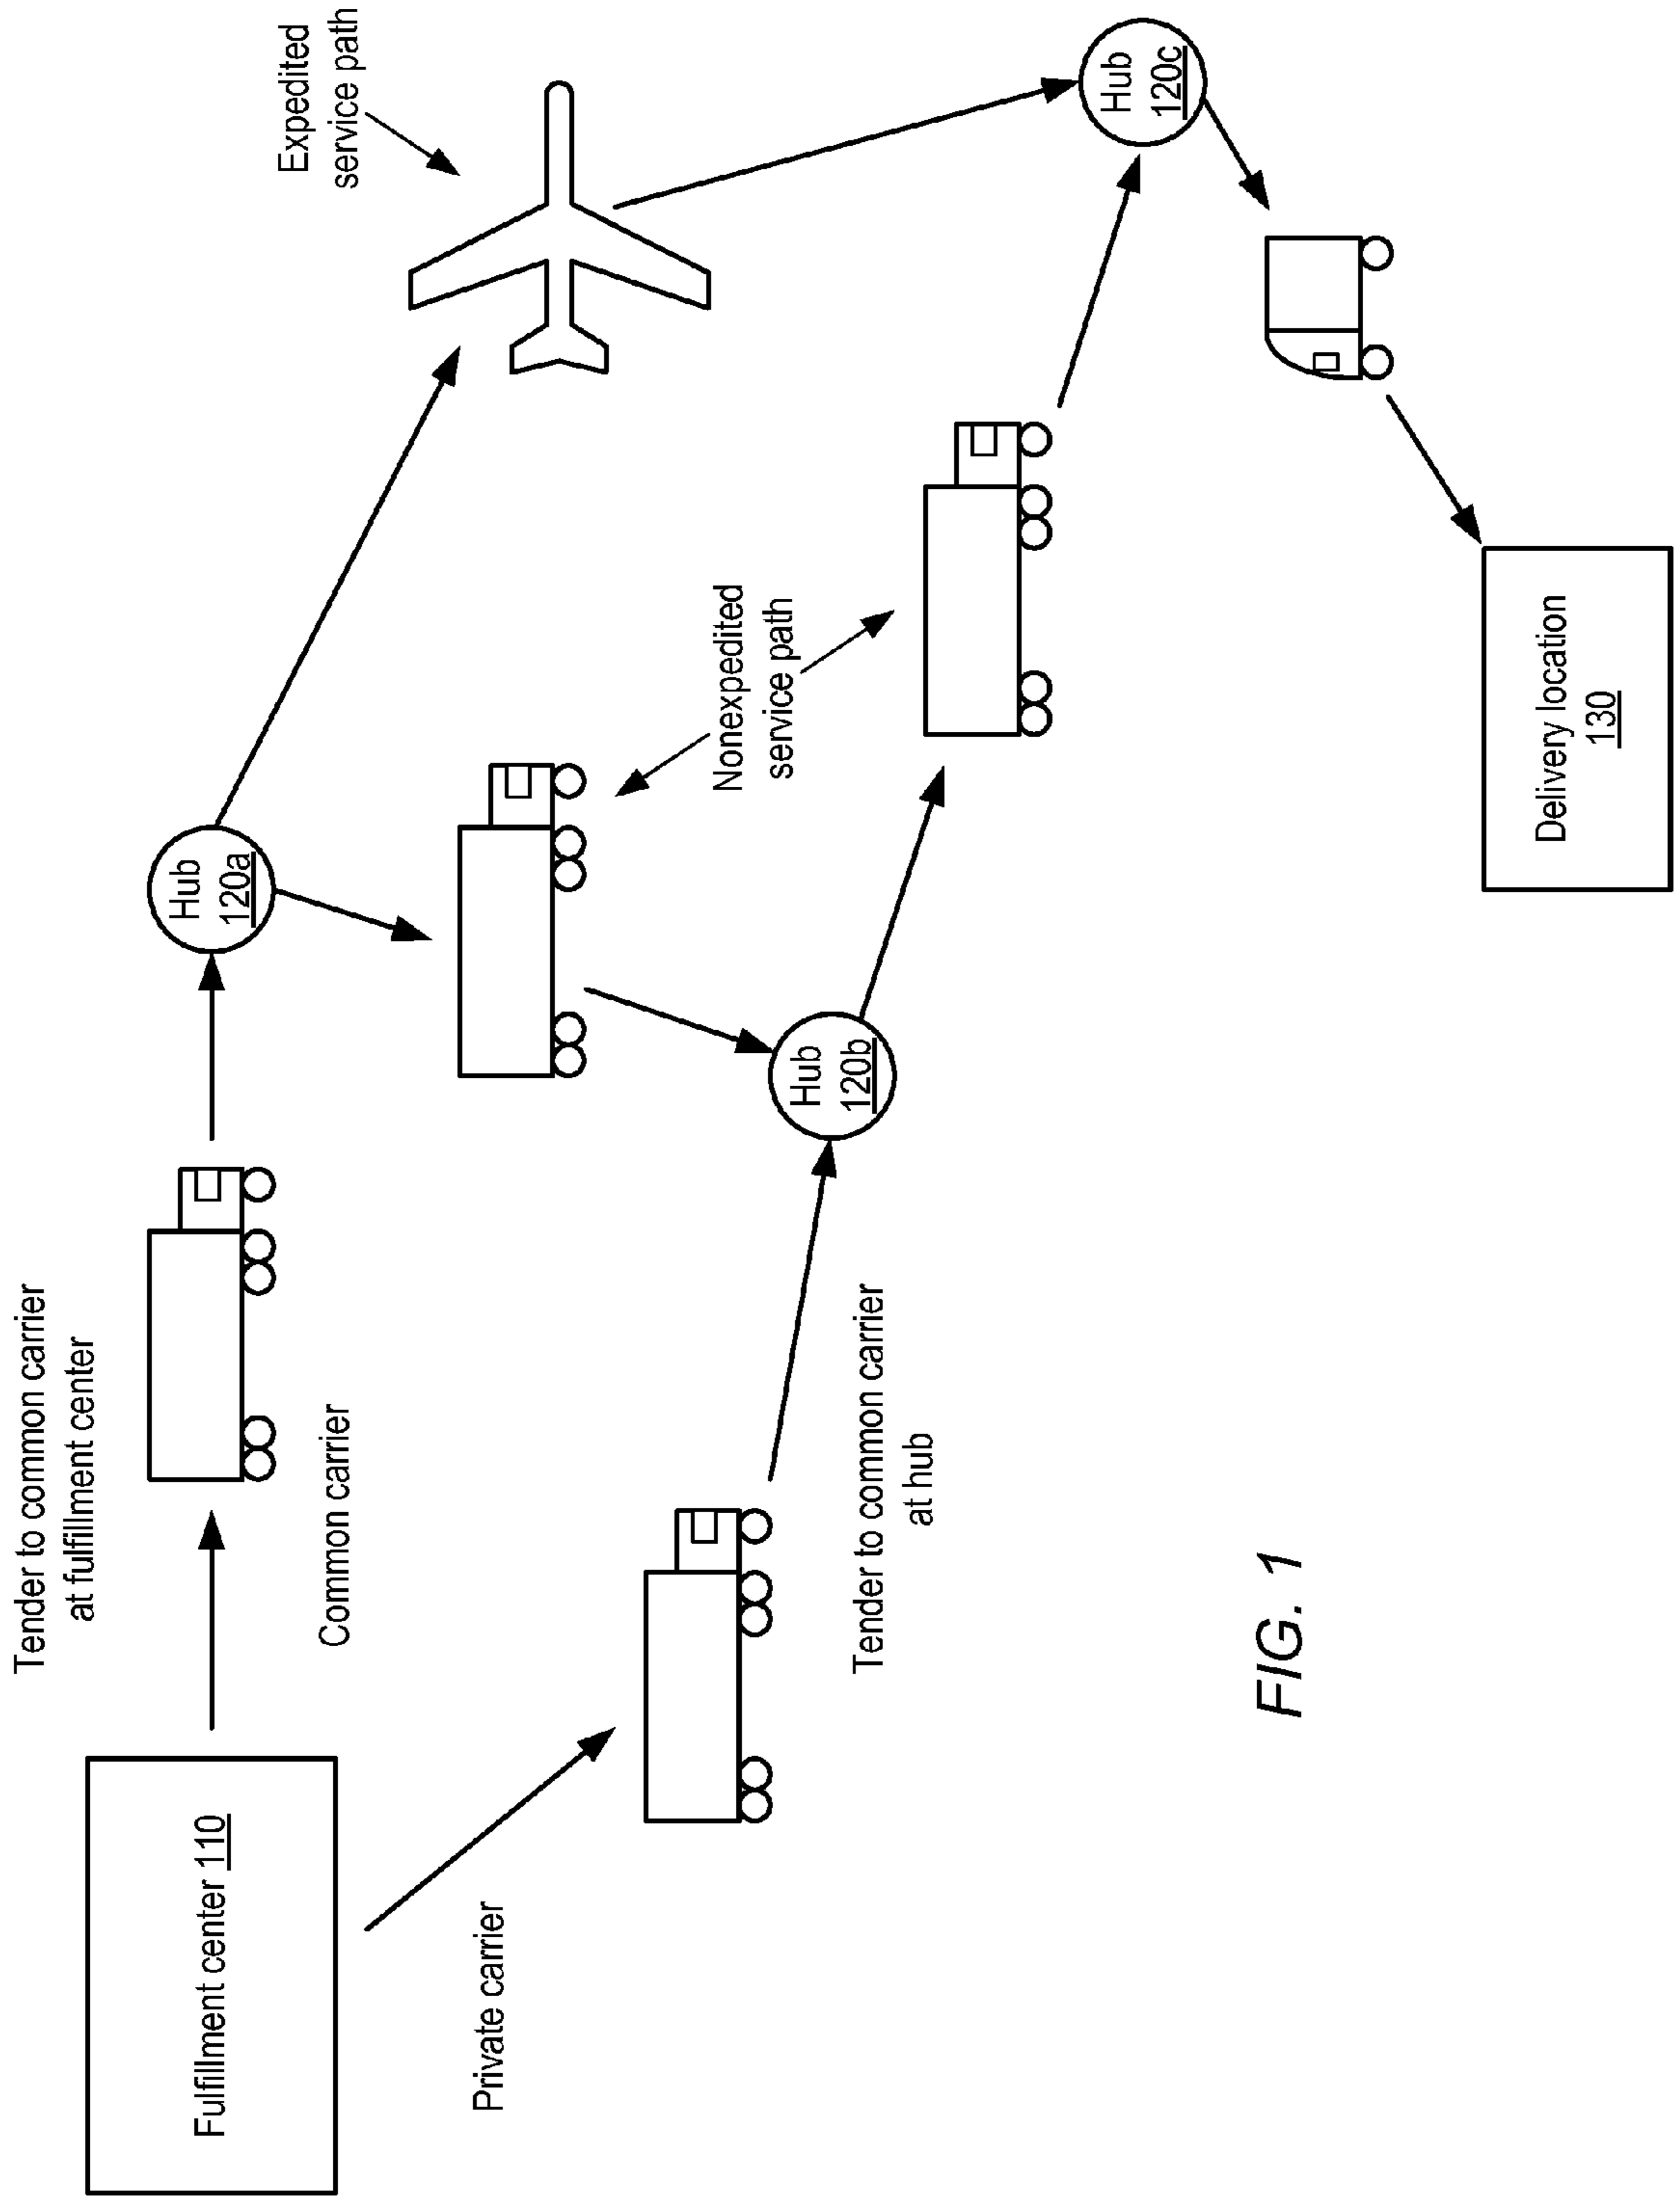 Tender to common carrier
at fulfillment center
Expedited
service path
Fulfillment center 110
Common carrier
Hub
120a
Private carrier
Nonexpedited
service path
Hub
120b
Tender to common carrier
at hub
Hub
120c
Delivery location
130
FIG. 1